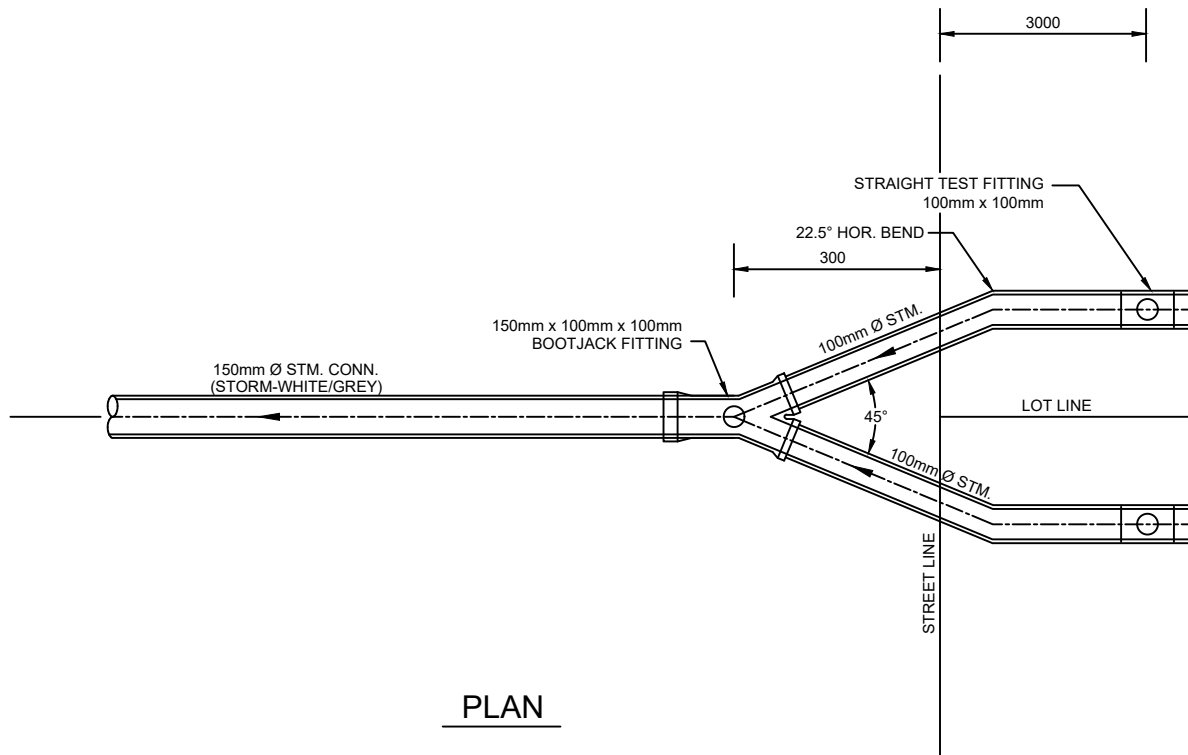 3000
STRAIGHT TEST FITTING
100mm x 100mm
22.5° HOR. BEND
300
150mm x 100mm x 100mm
BOOTJACK FITTING
100mm Ø STM.
150mm Ø STM. CONN.
(STORM-WHITE/GREY)
45°
LOT LINE
100mm Ø STM.
STREET LINE
PLAN